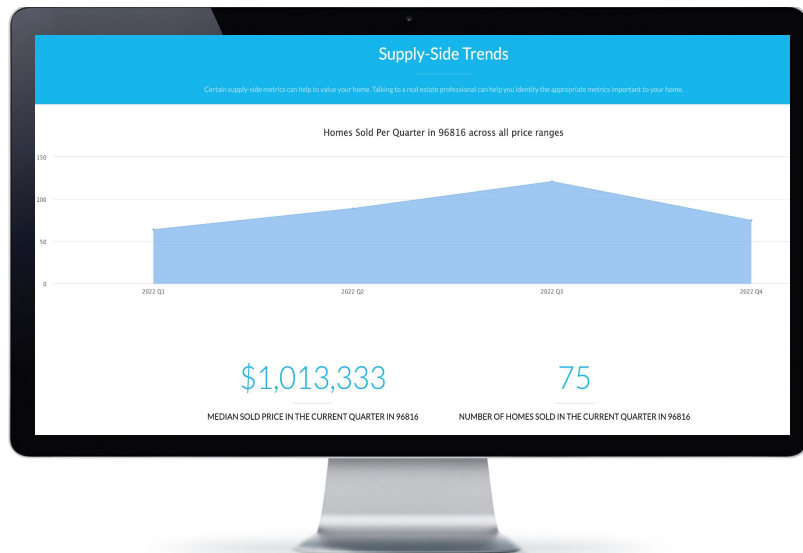 Supply-Side Trends
Certain supply-side metrics can help to value your home. Talking to a real estate professional can help you identify the appropriate metrics important to your home.
Homes Sold Per Quarter in 96816 across all price ranges
150
100
50
0
2022 Q1 2022 Q2 2022 Q3 2022 Q4
$1,013,333 75
MEDIAN SOLD PRICE IN THE CURRENT QUARTER IN 96816 NUMBER OF HOMES SOLD IN THE CURRENT QUARTER IN 96816